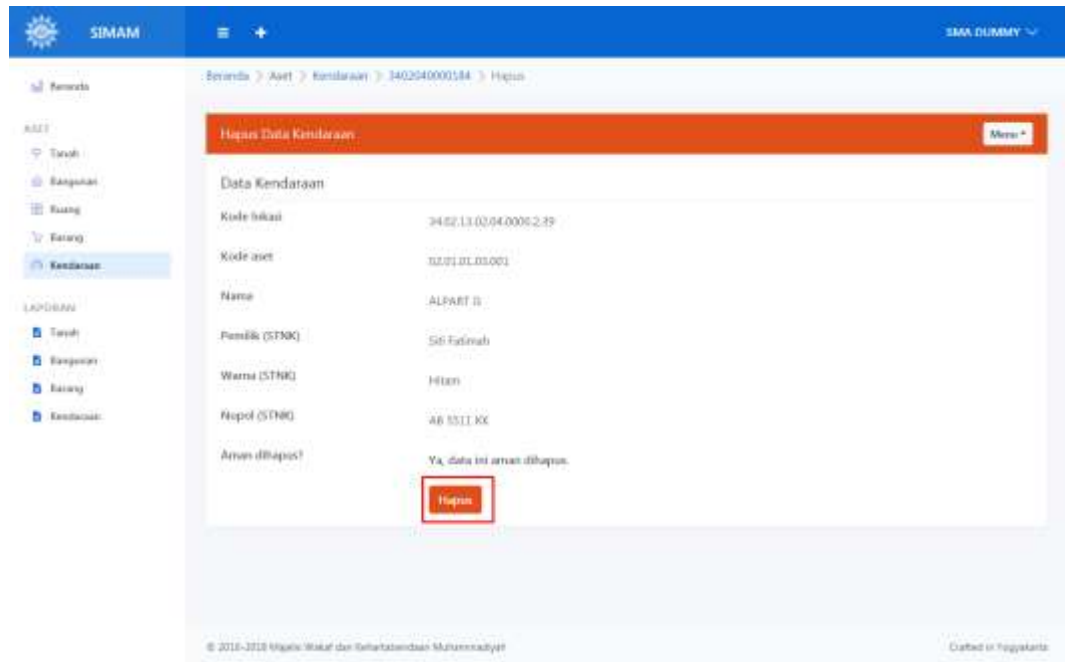 SIMAM
SMA DUMMY
Beranda > Aset > Kendaraan > 3402040000184 > Hapus
Beranda
ASET
Tanah
Bangunan
Ruang
Barang
Kendaraan
LAPORAN
Tanah
Bangunan
Barang
Kendaraan
Hapus Data Kendaraan
Menu
Data Kendaraan
Kode lokasi
34.02.13.02.04.0000.2.39
Kode aset
02.01.01.03.001
Nama
ALPART
Pemilik (STNK)
Siti Fatimah
Warna (STNK)
Hitam
Nopol (STNK)
AB 5511 KK
Aman dihapus?
Ya, data ini aman dihapus.
Hapus
© 2016-2018 Majelis Wakaf dan Kehartabendaan Muhammadiyah
Crafted in Yogyakarta